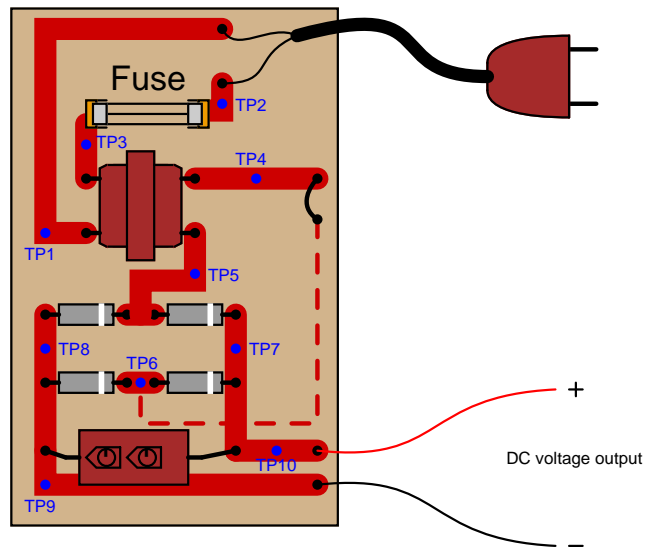 Fuse
TP2
TP3
TP4
TP1
TP5
TP8
TP7
TP6
+
DC voltage output
TP10
TP9
−